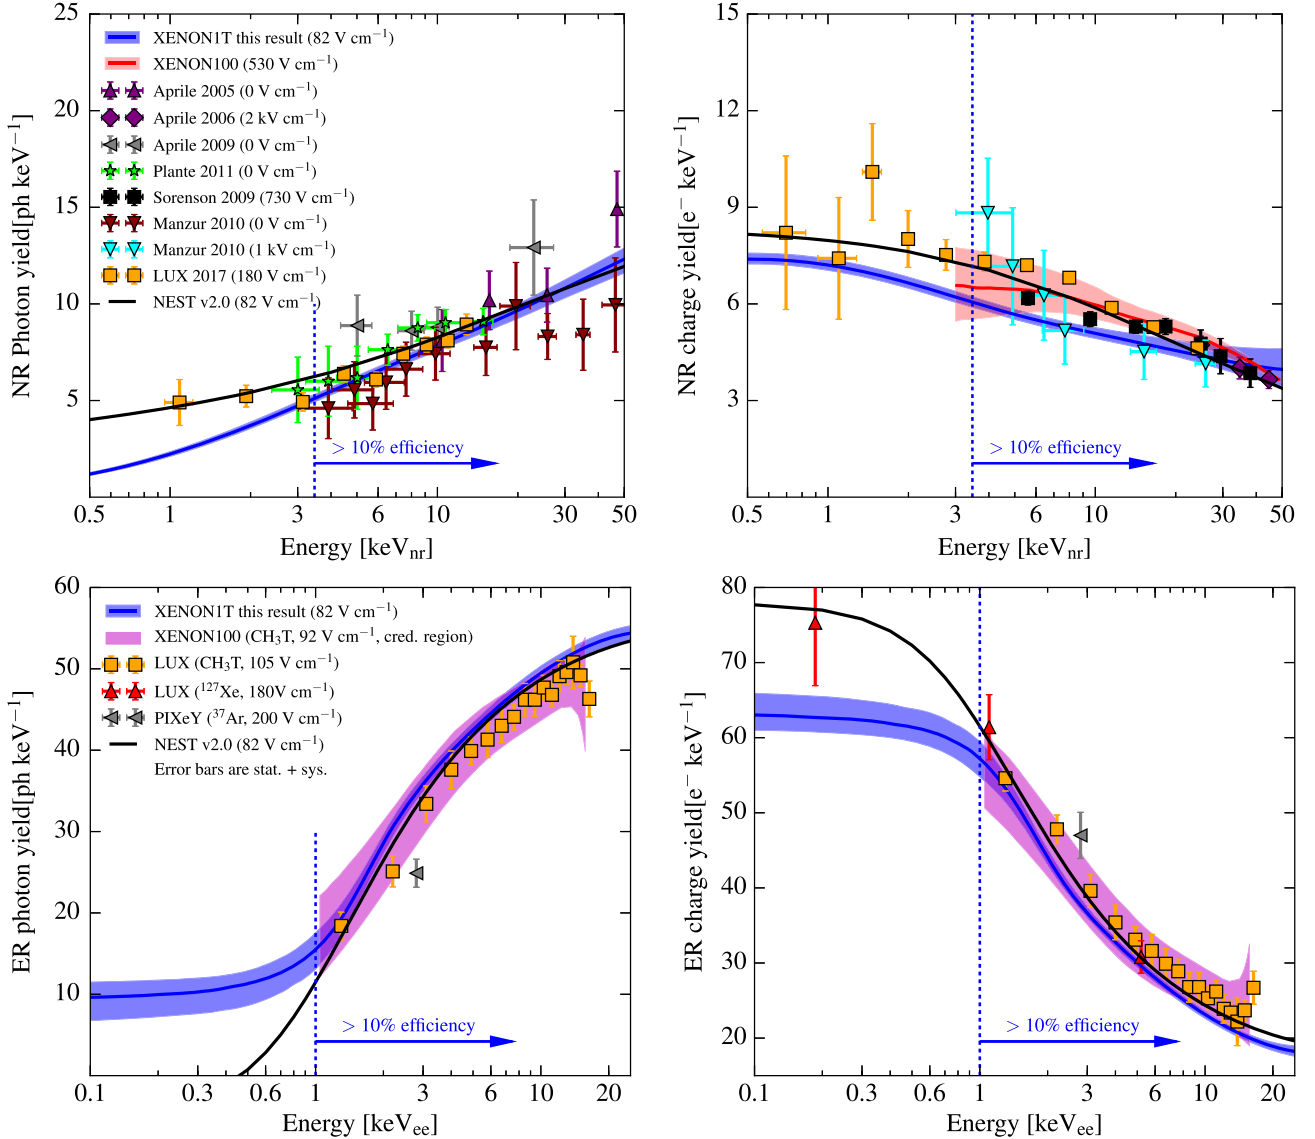 25
20
15
10
5
NR Photon yield[ph keV⁻¹]
XENON1T this result (82 V cm⁻¹)
XENON100 (530 V cm⁻¹)
Aprile 2005 (0 V cm⁻¹)
Aprile 2006 (2 kV cm⁻¹)
Aprile 2009 (0 V cm⁻¹)
Plante 2011 (0 V cm⁻¹)
Sorenson 2009 (730 V cm⁻¹)
Manzur 2010 (0 V cm⁻¹)
Manzur 2010 (1 kV cm⁻¹)
LUX 2017 (180 V cm⁻¹)
NEST v2.0 (82 V cm⁻¹)
> 10% efficiency
0.5 1 3 6 10 30 50
Energy [keVₙᵣ]
15
12
9
6
3
NR charge yield[e⁻ keV⁻¹]
> 10% efficiency
0.5 1 3 6 10 30 50
Energy [keVₙᵣ]
60
50
40
30
20
10
ER photon yield[ph keV⁻¹]
XENON1T this result (82 V cm⁻¹)
XENON100 (CH₃T, 92 V cm⁻¹, cred. region)
LUX (CH₃T, 105 V cm⁻¹)
LUX (¹²⁷Xe, 180V cm⁻¹)
PIXeY (³⁷Ar, 200 V cm⁻¹)
NEST v2.0 (82 V cm⁻¹)
Error bars are stat. + sys.
> 10% efficiency
0.1 0.3 0.6 1 3 6 10 20
Energy [keVₑₑ]
80
70
60
50
40
30
20
ER charge yield[e⁻ keV⁻¹]
> 10% efficiency
0.1 0.3 0.6 1 3 6 10 20
Energy [keVₑₑ]